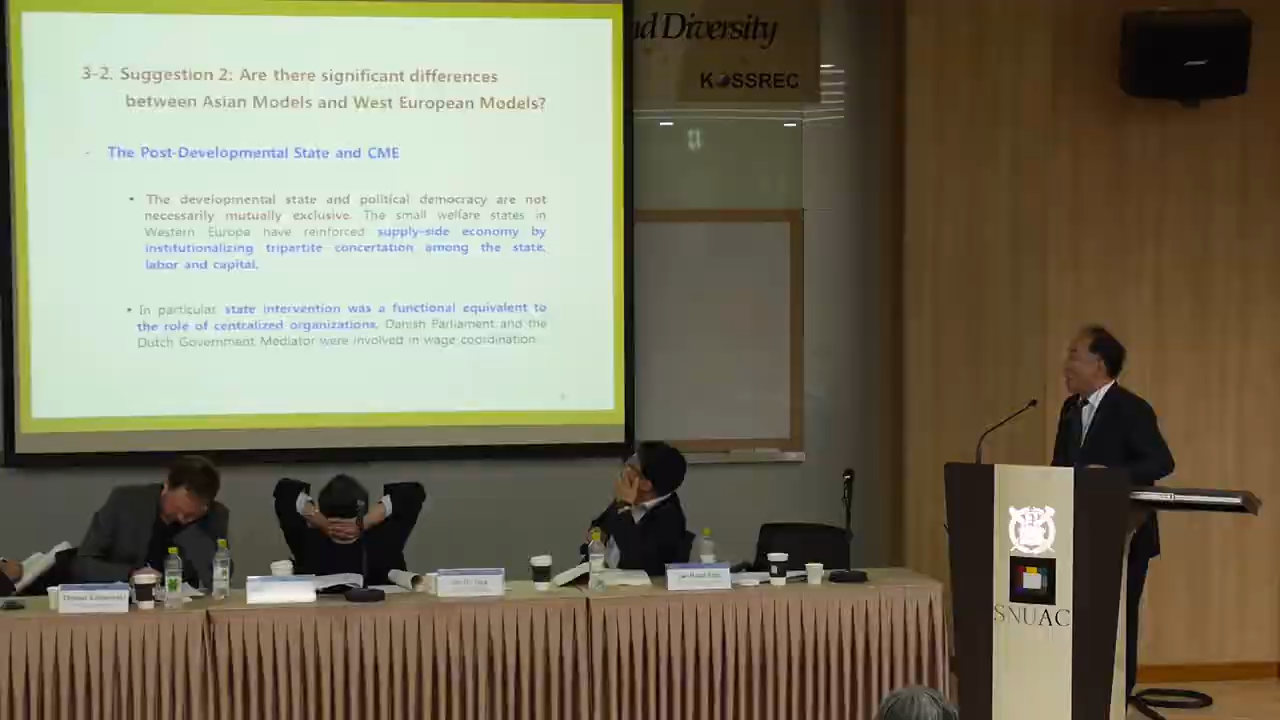 3-2. Suggestion 2: Are there significant differences
between Asian Models and West European Models?
- The Post-Developmental State and CME
• The developmental state and political democracy are not
necessarily mutually exclusive. The small welfare states in
Western Europe have reinforced supply-side economy by
institutionalizing tripartite concertation among the state,
labor and capital.
• In particular state intervention was a functional equivalent to
the role of centralized organizations. Danish Parliament and the
Dutch Government Mediator were involved in wage coordination.
nd Diversity
KOSSREC
BOSE
SNUAC